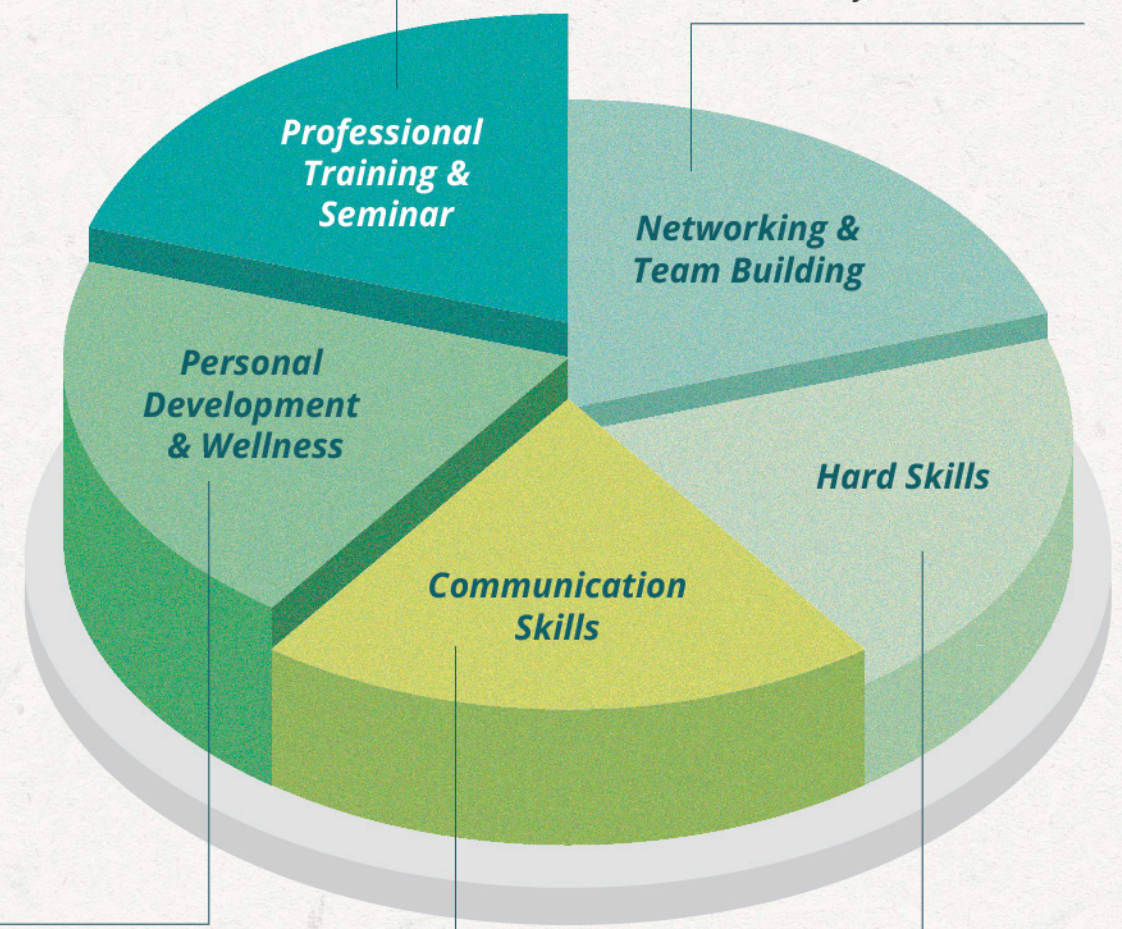 Professional
Training &
Seminar
Networking &
Team Building
Personal
Development
& Wellness
Hard Skills
Communication
Skills